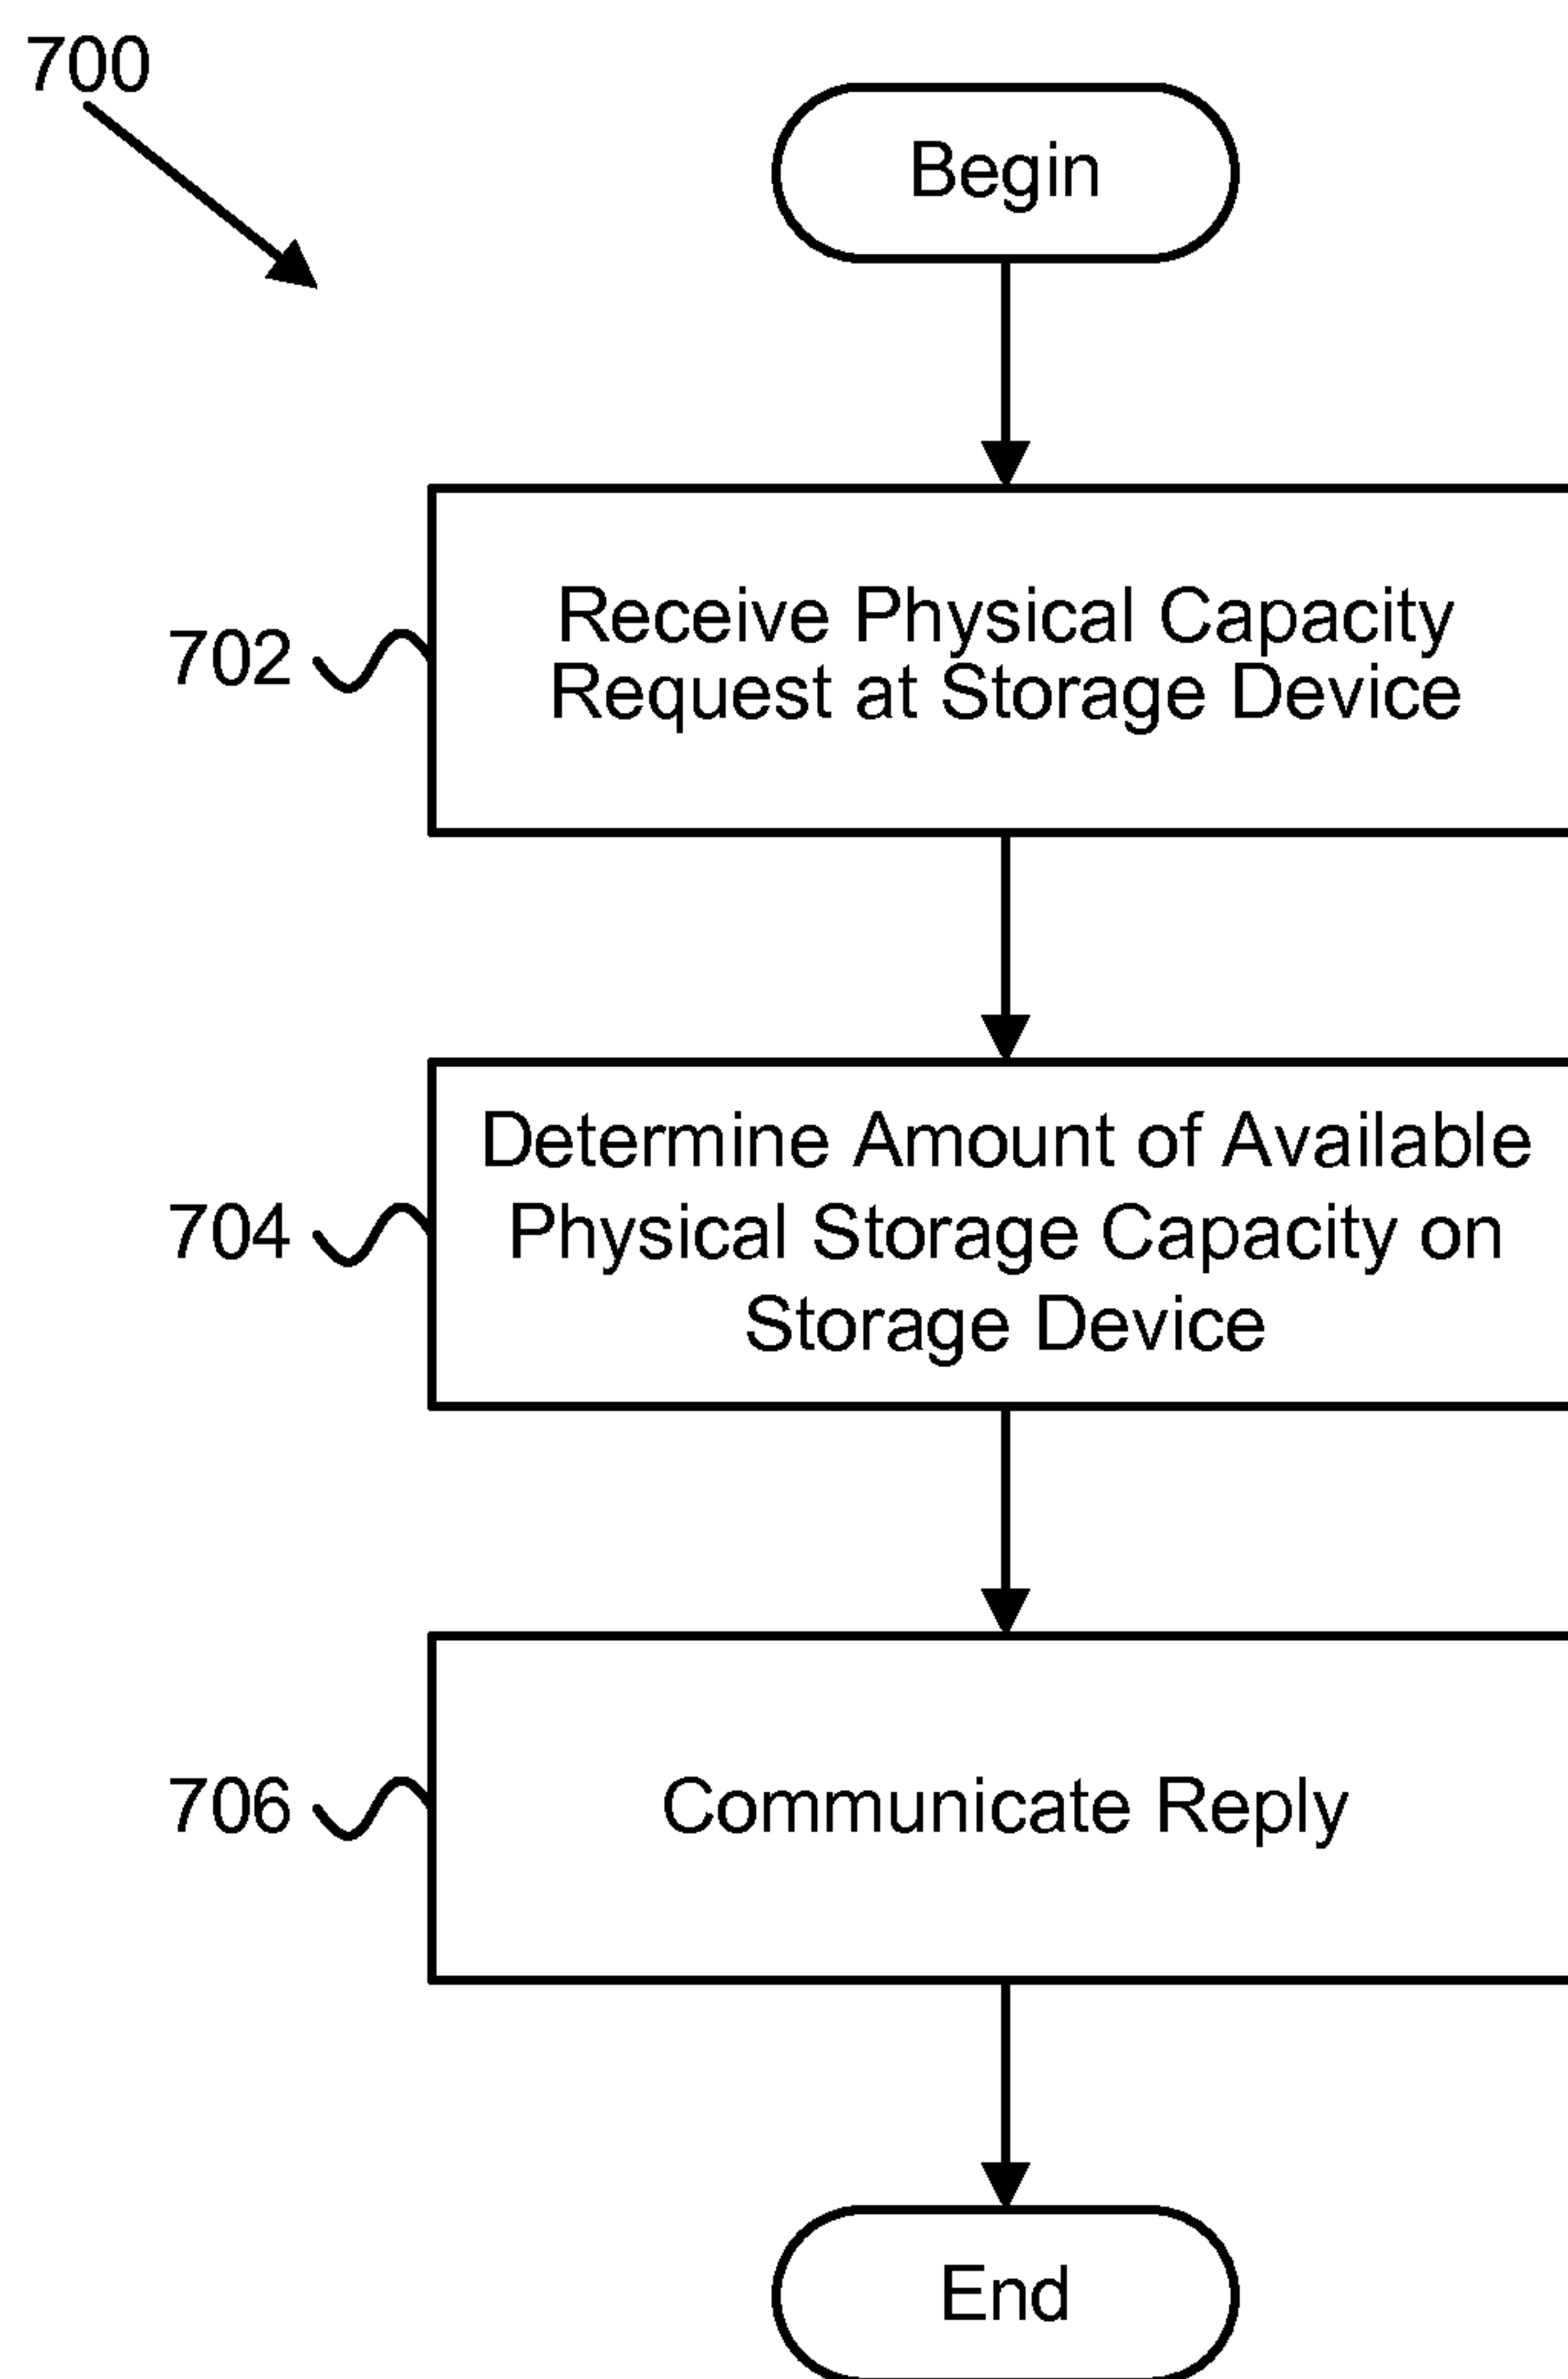 700
Begin
702
Receive Physical Capacity
Request at Storage Device
704
Determine Amount of Available
Physical Storage Capacity on
Storage Device
706
Communicate Reply
End